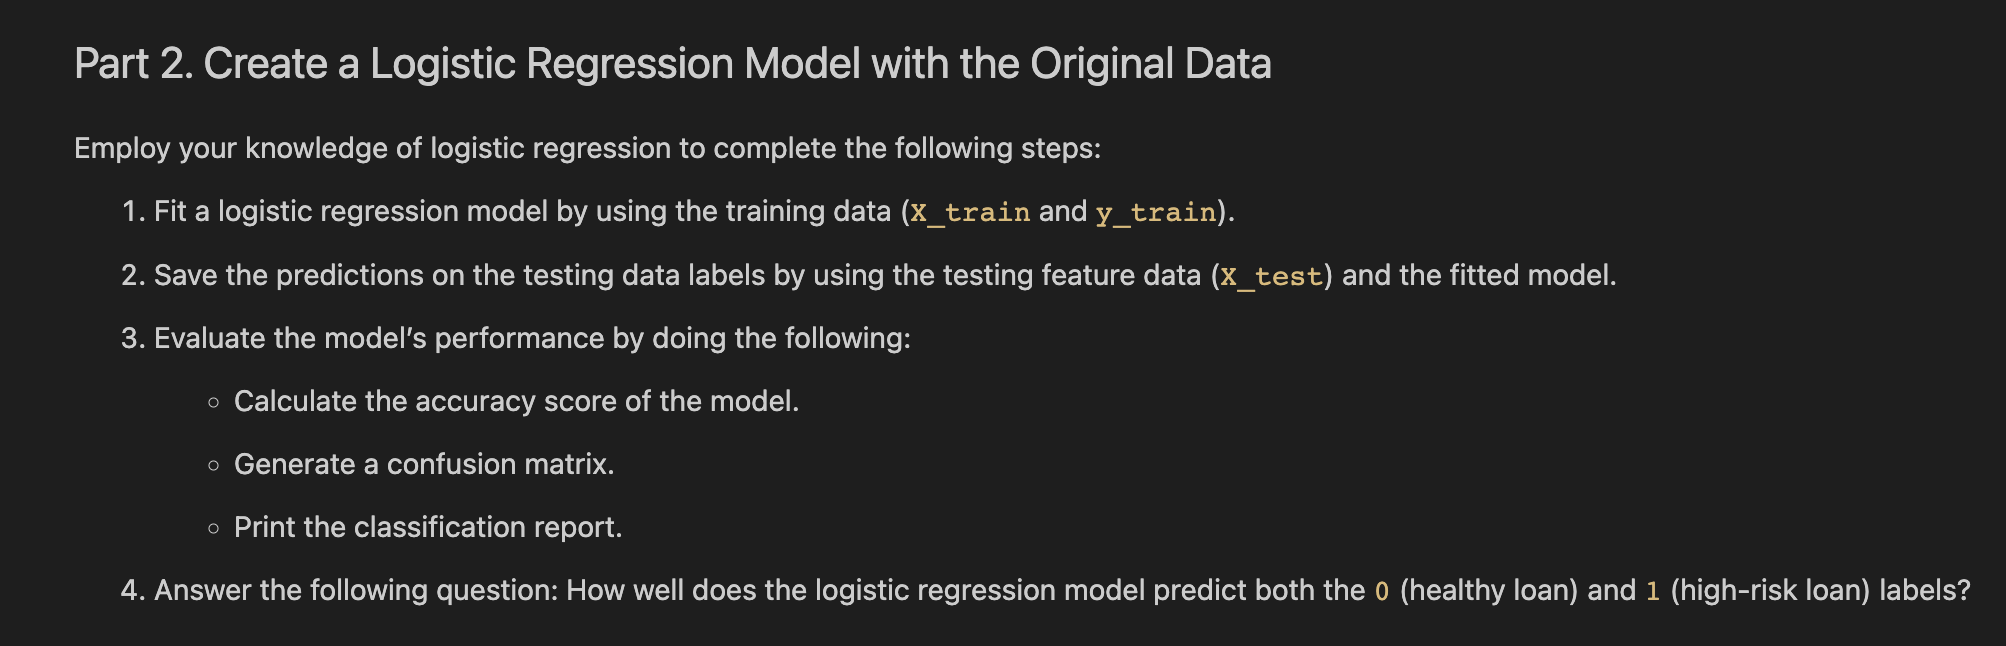 Part 2. Create a Logistic Regression Model with the Original Data
Employ your knowledge of logistic regression to complete the following steps:
1. Fit a logistic regression model by using the training data (X_train and y_train).
2. Save the predictions on the testing data labels by using the testing feature data (X_test) and the fitted model.
3. Evaluate the model’s performance by doing the following:
◦ Calculate the accuracy score of the model.
◦ Generate a confusion matrix.
◦ Print the classification report.
4. Answer the following question: How well does the logistic regression model predict both the 0 (healthy loan) and 1 (high-risk loan) labels?